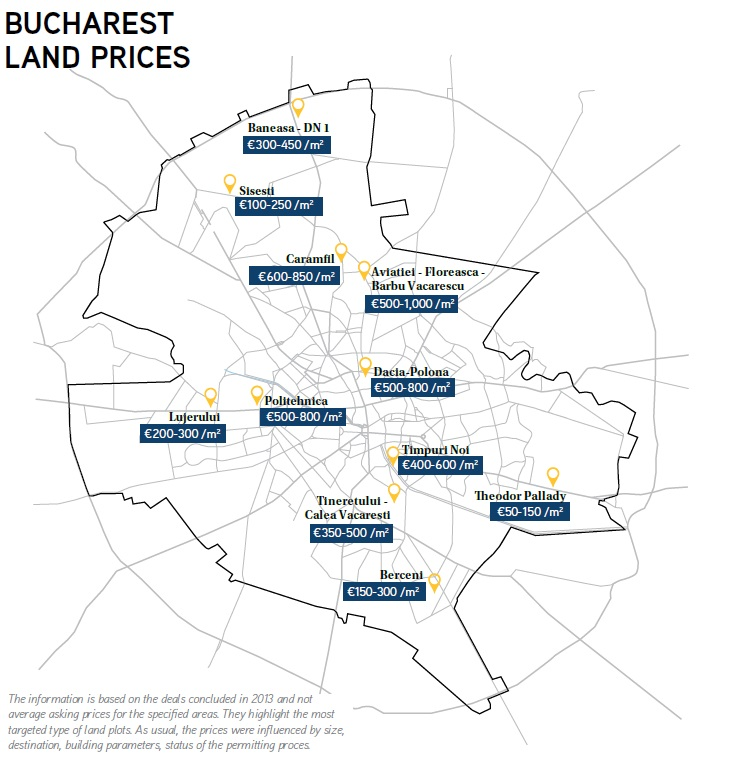 BUCHAREST
LAND PRICES
Baneasa - DN 1
€300-450 /m²
Sisesti
€100-250 /m²
Caramfil
€600-850 /m²
Aviatiei - Floreasca -
Barbu Vacarescu
€500-1,000 /m²
Dacia-Polona
€500-800 /m²
Politehnica
€500-800 /m²
Lujerului
€200-300 /m²
Timpuri Noi
€400-600 /m²
Theodor Pallady
€50-150 /m²
Tineretului -
Calea Vacaresti
€350-500 /m²
Berceni
€150-300 /m²
The information is based on the deals concluded in 2013 and not
average asking prices for the specified areas. They highlight the most
targeted type of land plots. As usual, the prices were influenced by size,
destination, building parameters, status of the permitting proces.